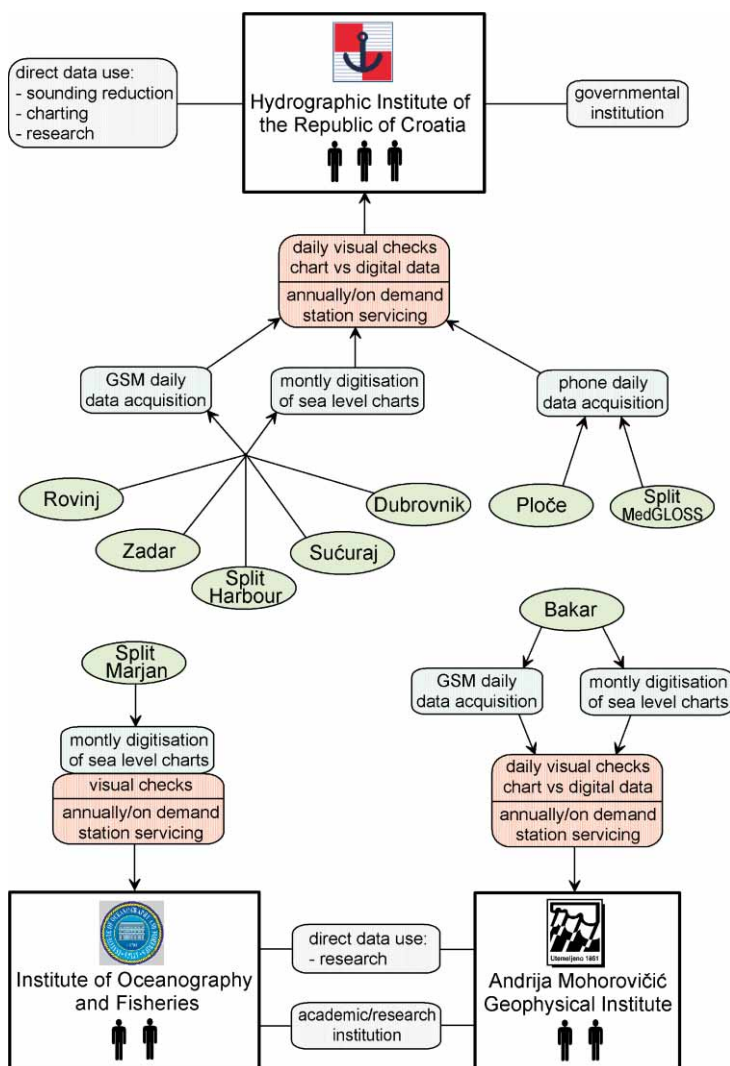 direct data use:
- sounding reduction
- charting
- research
Hydrographic Institute of
the Republic of Croatia
governmental
institution
daily visual checks
chart vs digital data
annually/on demand
station servicing
GSM daily
data acquisition
montly digitisation
of sea level charts
phone daily
data acquisition
Rovinj
Zadar
Split
Harbour
Sućuraj
Dubrovnik
Ploče
Split
MedGLOSS
Bakar
Split
Marjan
GSM daily
data acquisition
montly digitisation
of sea level charts
montly digitisation
of sea level charts
visual checks
annually/on demand
station servicing
daily visual checks
chart vs digital data
annually/on demand
station servicing
Institute of Oceanography
and Fisheries
direct data use:
- research
academic/research
institution
Utemeljeno 1861
Andrija Mohorovičić
Geophysical Institute